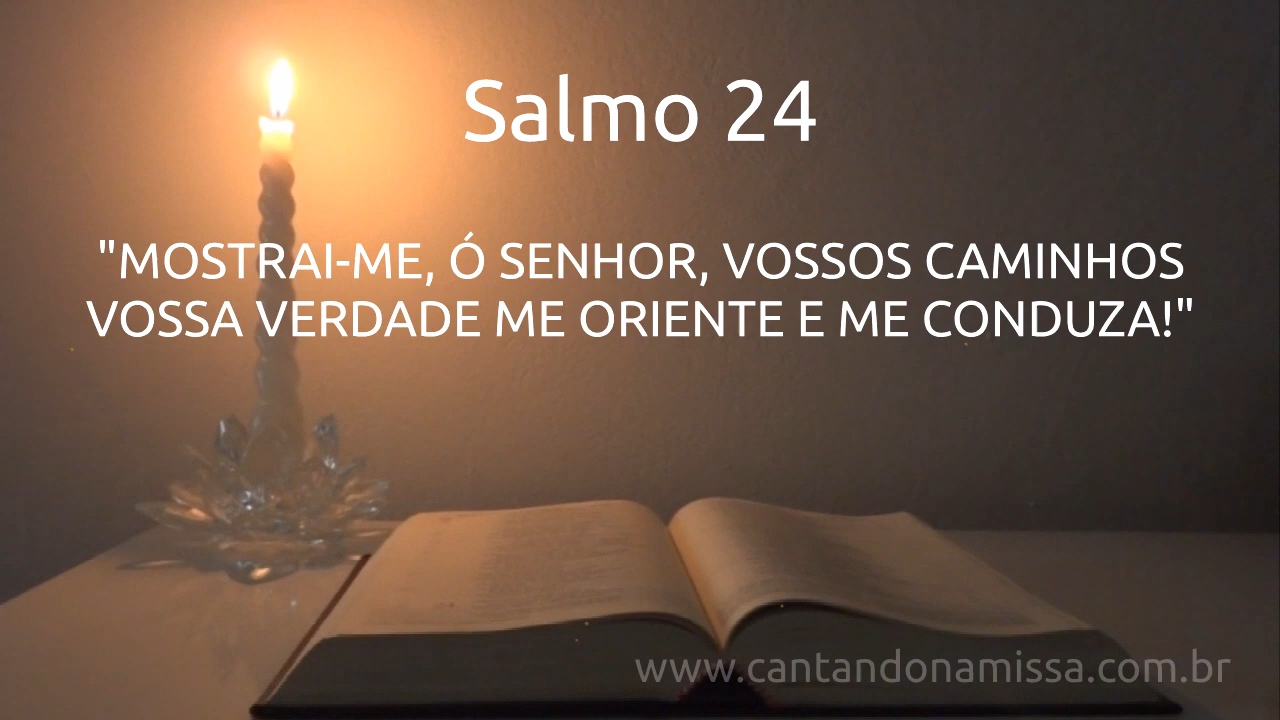 Salmo 24
"MOSTRAI-ME, Ó SENHOR, VOSSOS CAMINHOS
VOSSA VERDADE ME ORIENTE E ME CONDUZA!"
www.cantandonamissa.com.br